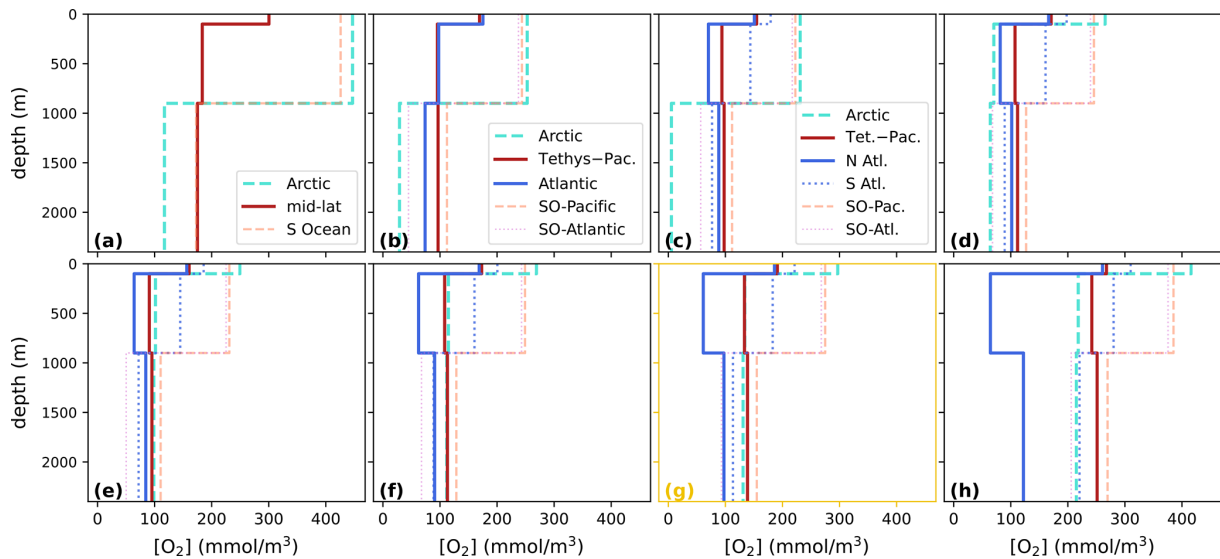 depth (m)
0
500
1000
1500
2000
(a)
Arctic
mid-lat
S Ocean
(b)
Arctic
Tethys−Pac.
Atlantic
SO-Pacific
SO-Atlantic
(c)
Arctic
Tet.−Pac.
N Atl.
S Atl.
SO-Pac.
SO-Atl.
(d)
depth (m)
0
500
1000
1500
2000
(e)
(f)
(g)
(h)
0 100 200 300 400
0 100 200 300 400
0 100 200 300 400
0 100 200 300 400
[O₂] (mmol/m³)
[O₂] (mmol/m³)
[O₂] (mmol/m³)
[O₂] (mmol/m³)